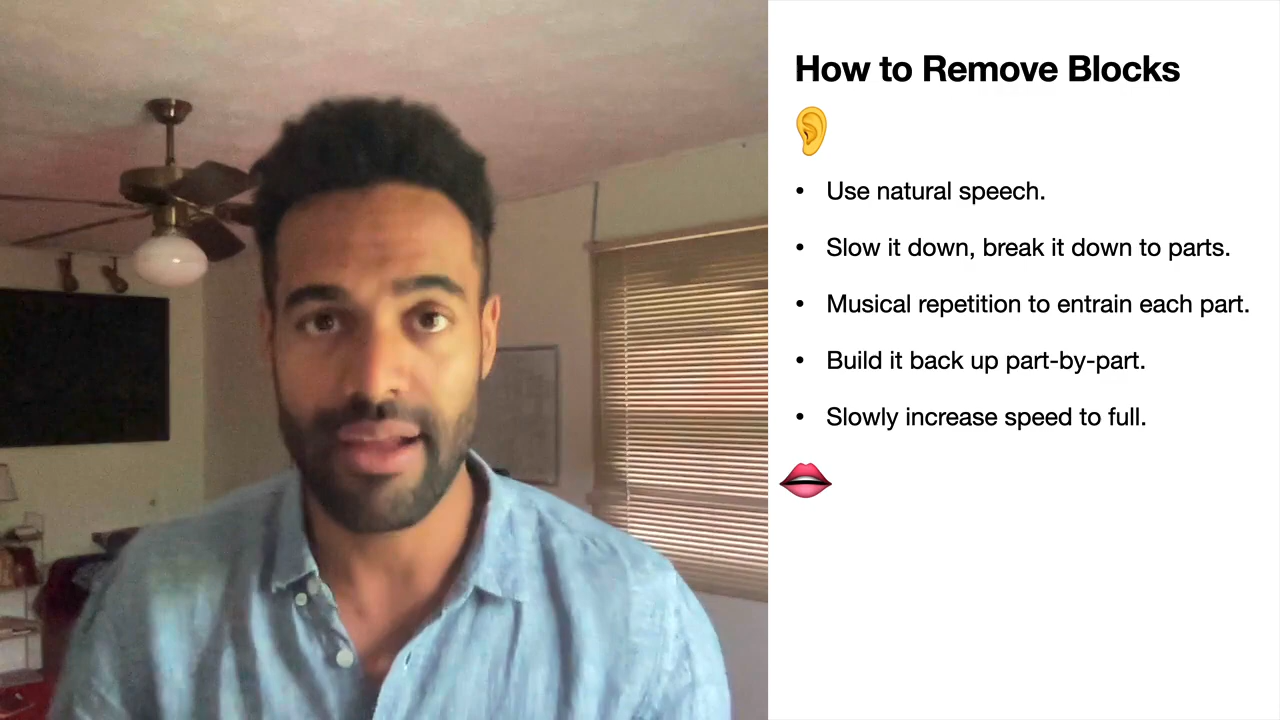 How to Remove Blocks
• Use natural speech.
• Slow it down, break it down to parts.
• Musical repetition to entrain each part.
• Build it back up part-by-part.
• Slowly increase speed to full.